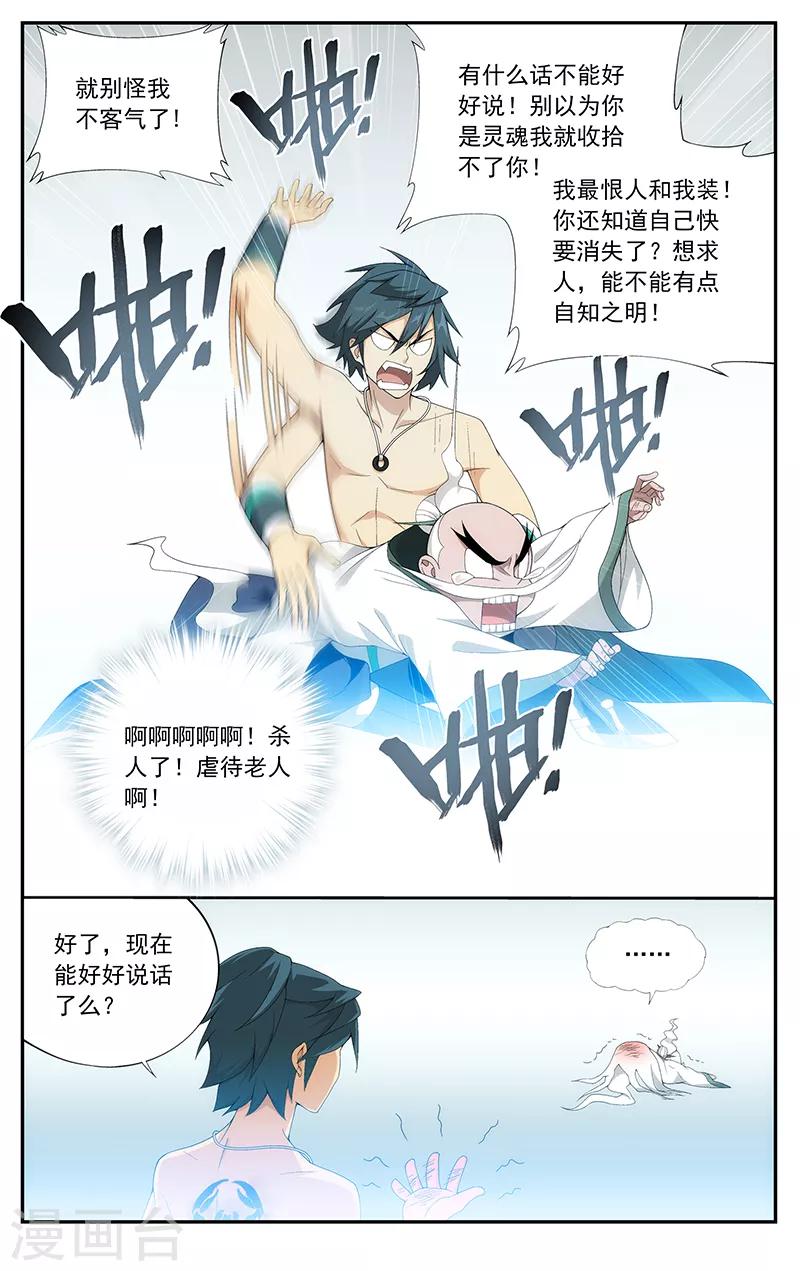 就别怪我
不客气了！
啪！
有什么话不能好
好说！别以为你
是灵魂我就收拾
不了你！
我最恨人和我装！
你还知道自己快
要消失了？想求
人，能不能有点
自知之明！
啪！
啪！
啪！
啊啊啊啊啊！杀
人了！虐待老人
啊！
好了，现在
能好好说话
了么？
……
漫画台